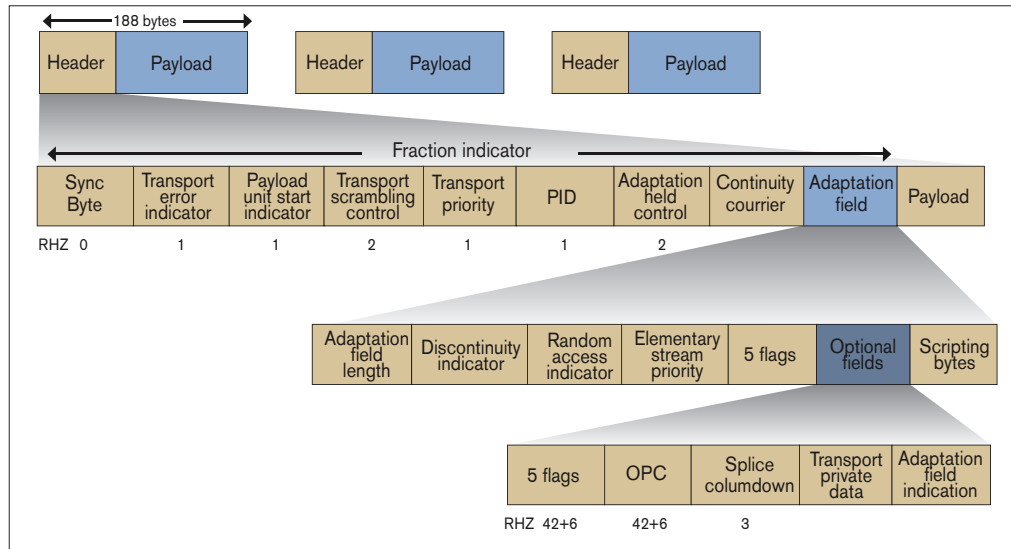 188 bytes
Header
Payload
Header
Payload
Header
Payload
Fraction indicator
Sync
Byte
Transport
error
indicator
Payload
unit start
indicator
Transport
scrambling
control
Transport
priority
PID
Adaptation
held
control
Continuity
courrier
Adaptation
field
Payload
RHZ 0 1 1 2 1 1 2
Adaptation
field
length
Discontinuity
indicator
Random
access
indicator
Elementary
stream
priority
5 flags
Optional
fields
Scripting
bytes
5 flags
OPC
Splice
columdown
Transport
private
data
Adaptation
field
indication
RHZ 42+6 42+6 3